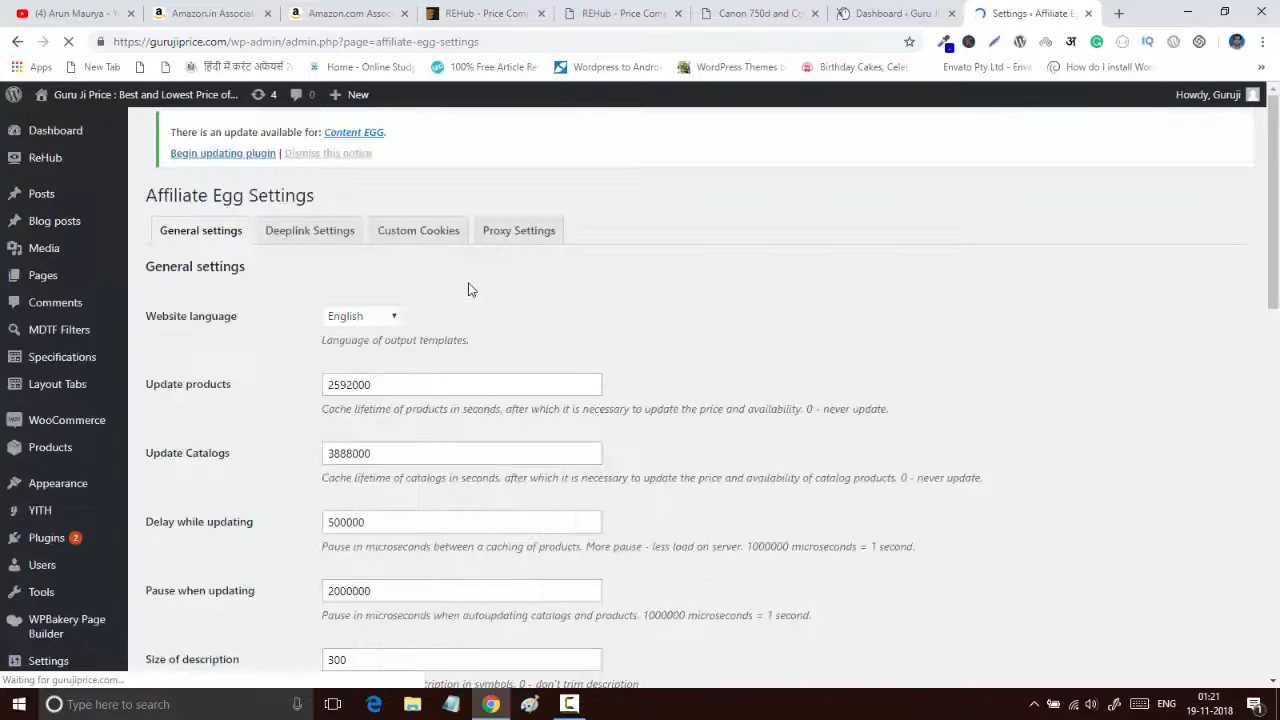 (4) Arun Maurya - Y
Amazon.in Associat
Amazon.com Assoc
REHub - Price Comp
REHub - Price Comp
Canon 750d and Co
Dashboard ‹ Guru J
Settings ‹ Affiliate E
https://gurujiprice.com/wp-admin/admin.php?page=affiliate-egg-settings
Apps
New Tab
हिंदी में करंट अफेयर्स
Home - Online Study
100% Free Article Re
Wordpress to Andro
WordPress Themes
Birthday Cakes, Cele
Envato Pty Ltd - Env
How do I install Wor
Guru Ji Price : Best and Lowest Price of...
4
0
New
Howdy, Guruji
Dashboard
ReHub
Posts
Blog posts
Media
Pages
Comments
MDTF Filters
Specifications
Layout Tabs
WooCommerce
Products
Appearance
YITH
Plugins 2
Users
Tools
WPBakery Page
Builder
Settings
There is an update available for: Content EGG.
Begin updating plugin | Dismiss this notice
Affiliate Egg Settings
General settings
Deeplink Settings
Custom Cookies
Proxy Settings
General settings
Website language
English
Language of output templates.
Update products
2592000
Cache lifetime of products in seconds, after which it is necessary to update the price and availability. 0 - never update.
Update Catalogs
3888000
Cache lifetime of catalogs in seconds, after which it is necessary to update the price and availability of catalog products. 0 - never update.
Delay while updating
500000
Pause in microseconds between a caching of products. More pause - less load on server. 1000000 microseconds = 1 second.
Pause when updating
2000000
Pause in microseconds when autoupdating catalogs and products. 1000000 microseconds = 1 second.
Size of description
300
cription in symbols. 0 - don't trim description
Waiting for gurujiprice.com...
Type here to search
ENG
01:21
19-11-2018